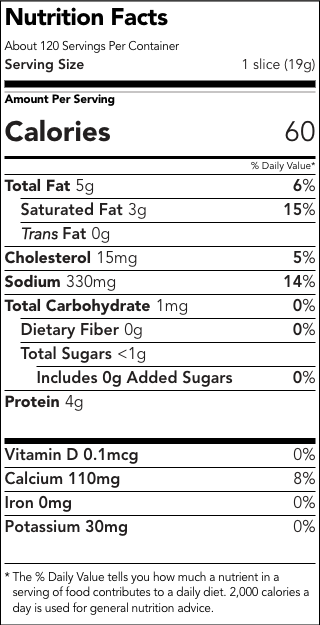 Nutrition Facts
About 120 Servings Per Container
Serving Size 1 slice (19g)
Amount Per Serving
Calories 60
% Daily Value*
Total Fat 5g 6%
Saturated Fat 3g 15%
Trans Fat 0g
Cholesterol 15mg 5%
Sodium 330mg 14%
Total Carbohydrate 1mg 0%
Dietary Fiber 0g 0%
Total Sugars <1g
Includes 0g Added Sugars 0%
Protein 4g
Vitamin D 0.1mcg 0%
Calcium 110mg 8%
Iron 0mg 0%
Potassium 30mg 0%
* The % Daily Value tells you how much a nutrient in a
serving of food contributes to a daily diet. 2,000 calories a
day is used for general nutrition advice.